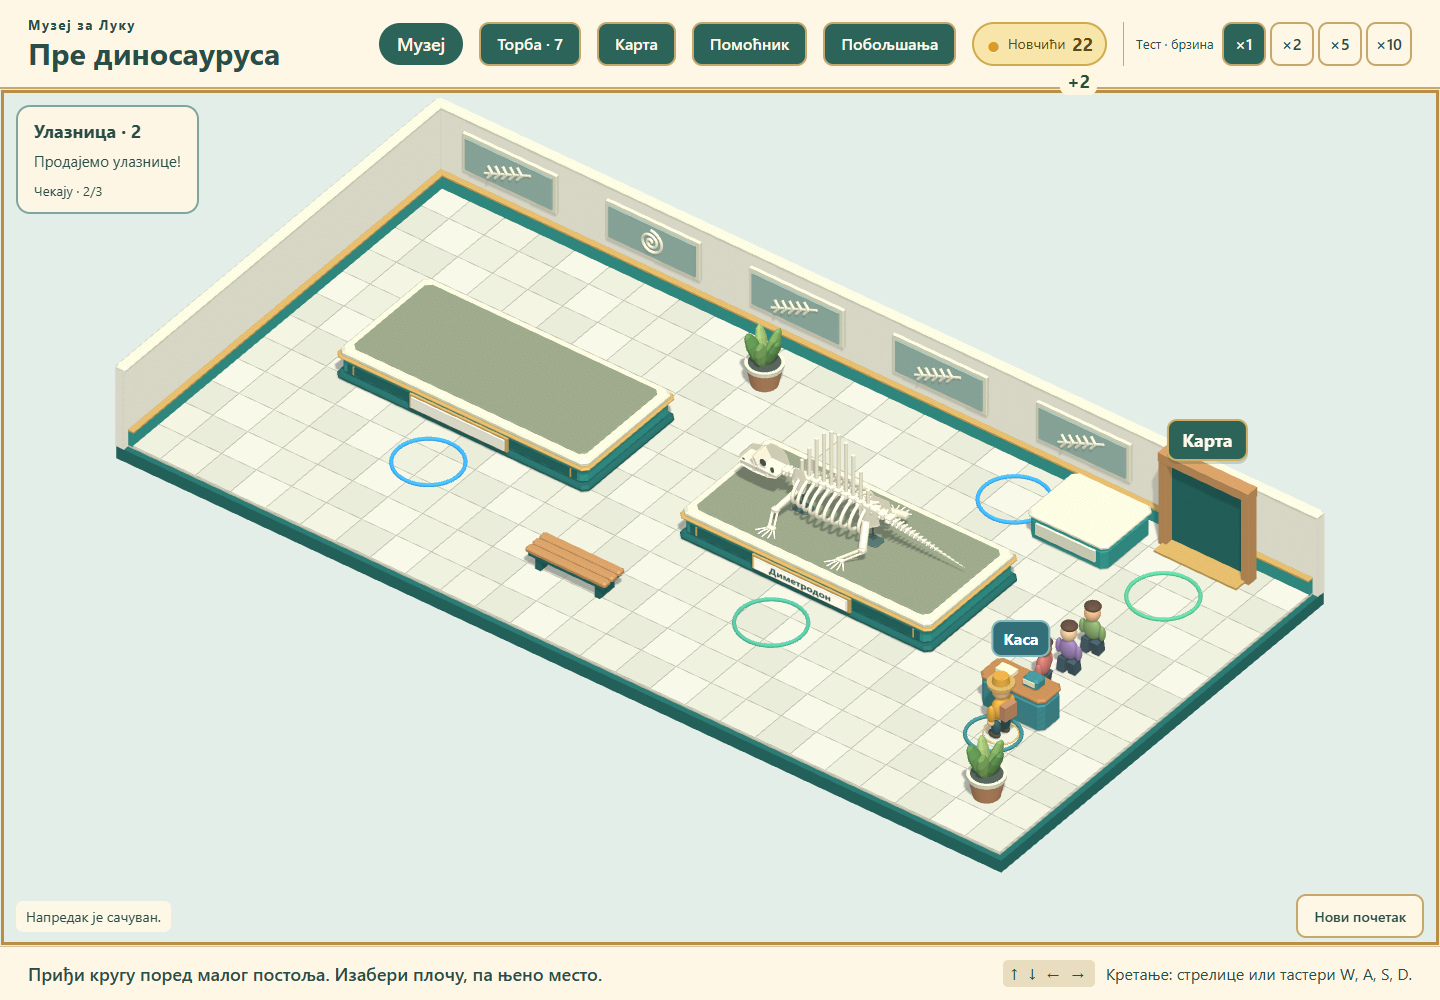 Музеј за Луку
Пре диносауруса
Музеј
Торба · 7
Карта
Помоћник
Побољшања
Новчићи 22
Тест · брзина
×1
×2
×5
×10
+2
Улазница · 2
Продајемо улазнице!
Чекају · 2/3
Карта
Диметродон
Каса
Напредак је сачуван.
Нови почетак
Приђи кругу поред малог постоља. Изабери плочу, па њено место.
↑ ↓ ← → Кретање: стрелице или тастери W, A, S, D.